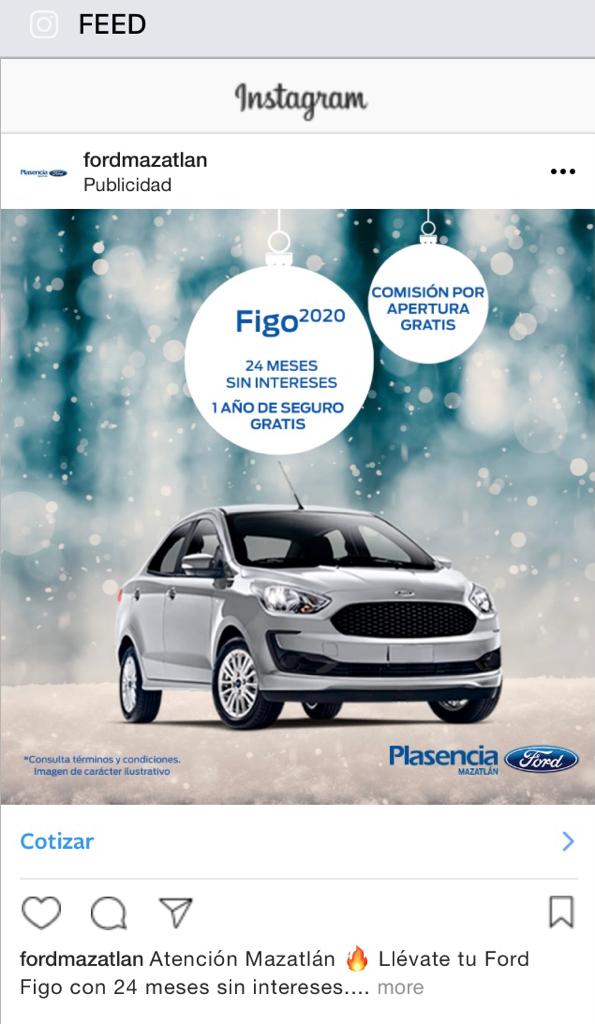 FEED
Instagram
Plasencia Ford
fordmazatlan
Publicidad
Figo2020
24 MESES
SIN INTERESES
1 AÑO DE SEGURO
GRATIS
COMISIÓN POR
APERTURA
GRATIS
*Consulta términos y condiciones.
Imagen de carácter ilustrativo
Plasencia
MAZATLÁN
Ford
Cotizar
fordmazatlan Atención Mazatlán 🔥 Llévate tu Ford
Figo con 24 meses sin intereses.... more